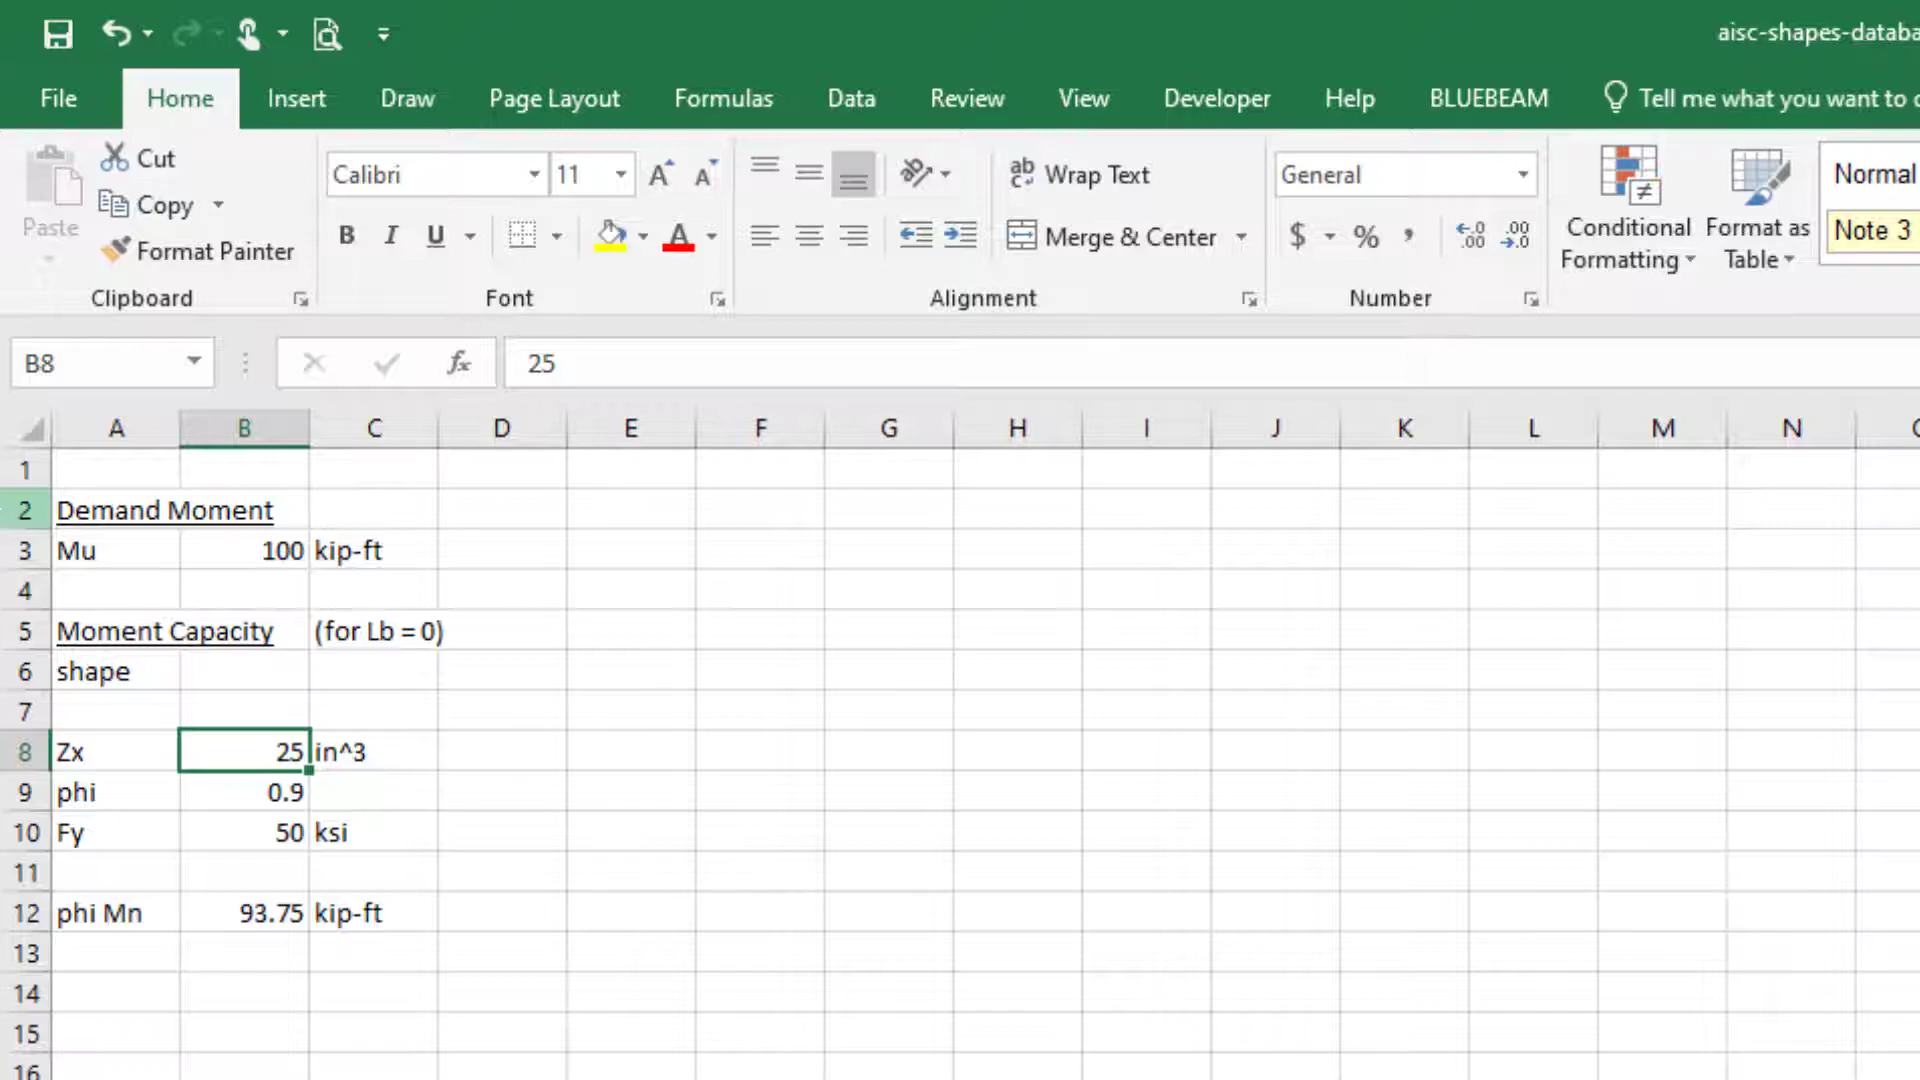 aisc-shapes-databa
File Home Insert Draw Page Layout Formulas Data Review View Developer Help BLUEBEAM Tell me what you want to
Paste
Cut
Copy
Format Painter
Clipboard
Calibri 11
B I U
Font
Wrap Text
Merge & Center
Alignment
General
$ % ,
Number
Conditional Formatting
Format as Table
Normal
Note 3
B8 fx 25
A B C D E F G H I J K L M N
1
2 Demand Moment
3 Mu 100 kip-ft
4
5 Moment Capacity (for Lb = 0)
6 shape
7
8 Zx 25 in^3
9 phi 0.9
10 Fy 50 ksi
11
12 phi Mn 93.75 kip-ft
13
14
15
16